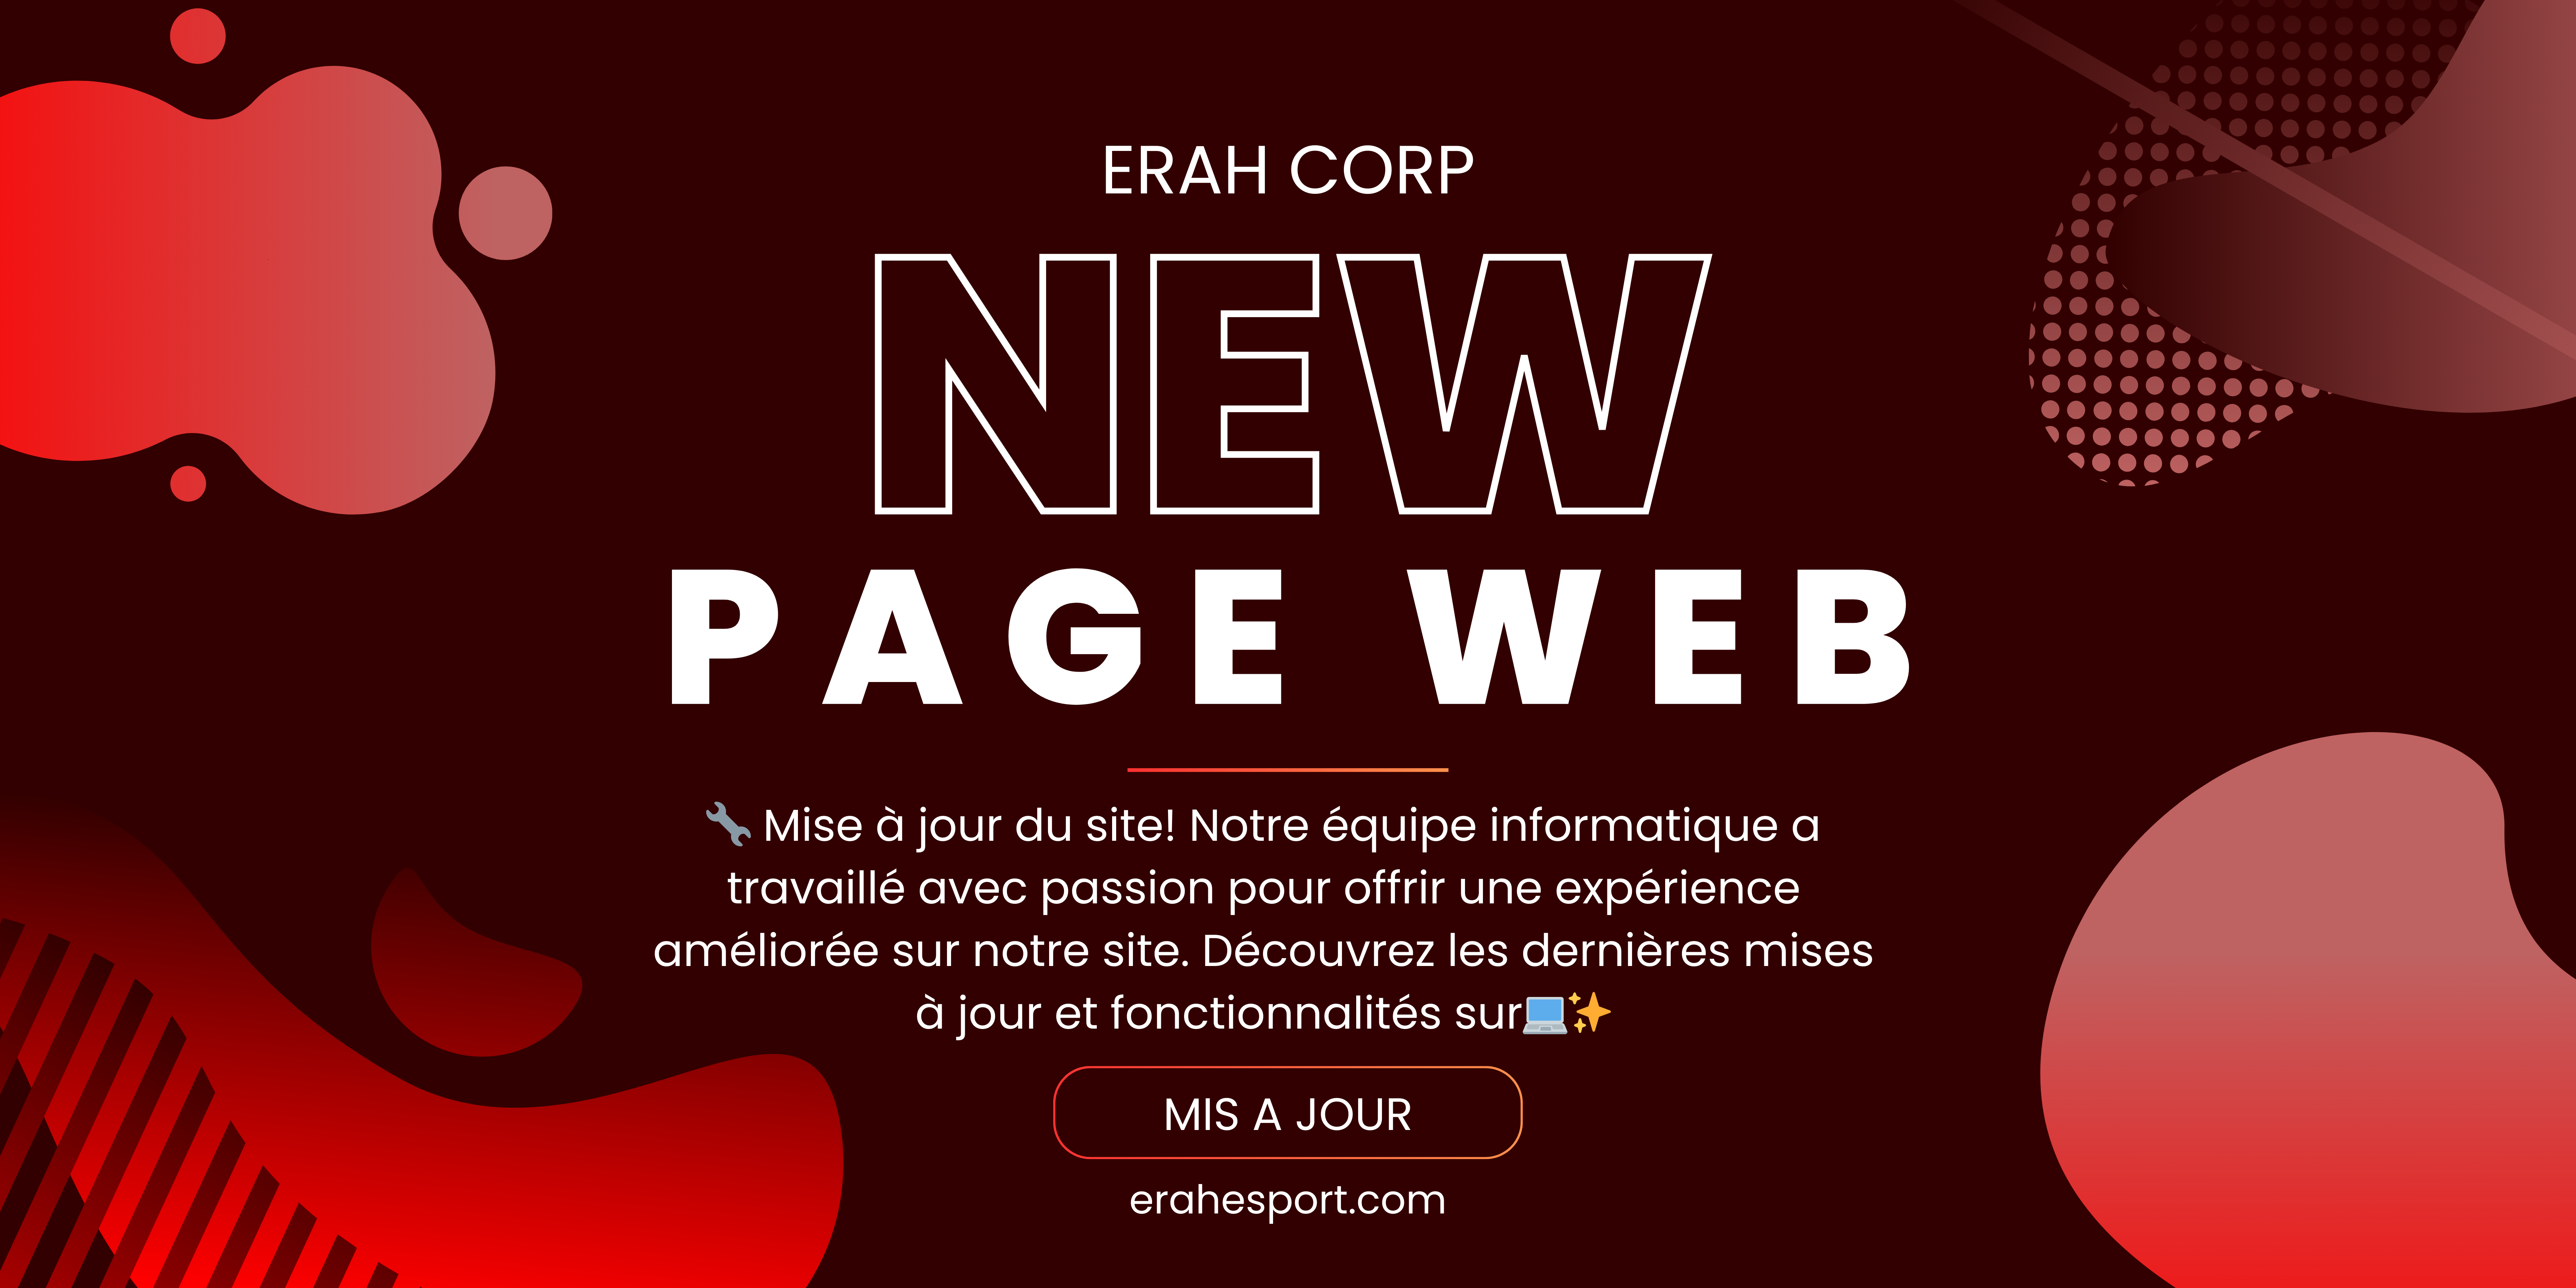 ERAH CORP
NEW
PAGE WEB
🔧 Mise à jour du site! Notre équipe informatique a
travaillé avec passion pour offrir une expérience
améliorée sur notre site. Découvrez les dernières mises
à jour et fonctionnalités sur💻✨
MIS A JOUR
erahesport.com